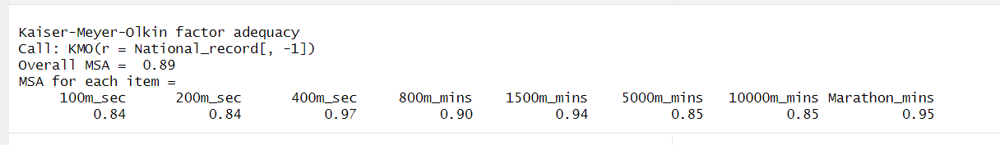 Kaiser-Meyer-Olkin factor adequacy
Call: KMO(r = National_record[, -1])
Overall MSA =  0.89
MSA for each item =
     100m_sec      200m_sec      400m_sec     800m_mins    1500m_mins    5000m_mins   10000m_mins Marathon_mins
         0.84          0.84          0.97          0.90          0.94          0.85          0.85          0.95